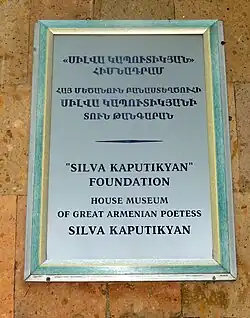 «ՍԻԼՎԱ ԿԱՊՈՒՏԻԿՅԱՆ»
ՀԻՄՆԱԴՐԱՄ
ՀԱՅ ՄԵԾԱՆՈՒՆ ԲԱՆԱՍՏԵՂԾՈՒՀԻ
ՍԻԼՎԱ ԿԱՊՈՒՏԻԿՅԱՆԻ
ՏՈՒՆ ԹԱՆԳԱՐԱՆ
"SILVA KAPUTIKYAN"
FOUNDATION
HOUSE MUSEUM
OF GREAT ARMENIAN POETESS
SILVA KAPUTIKYAN